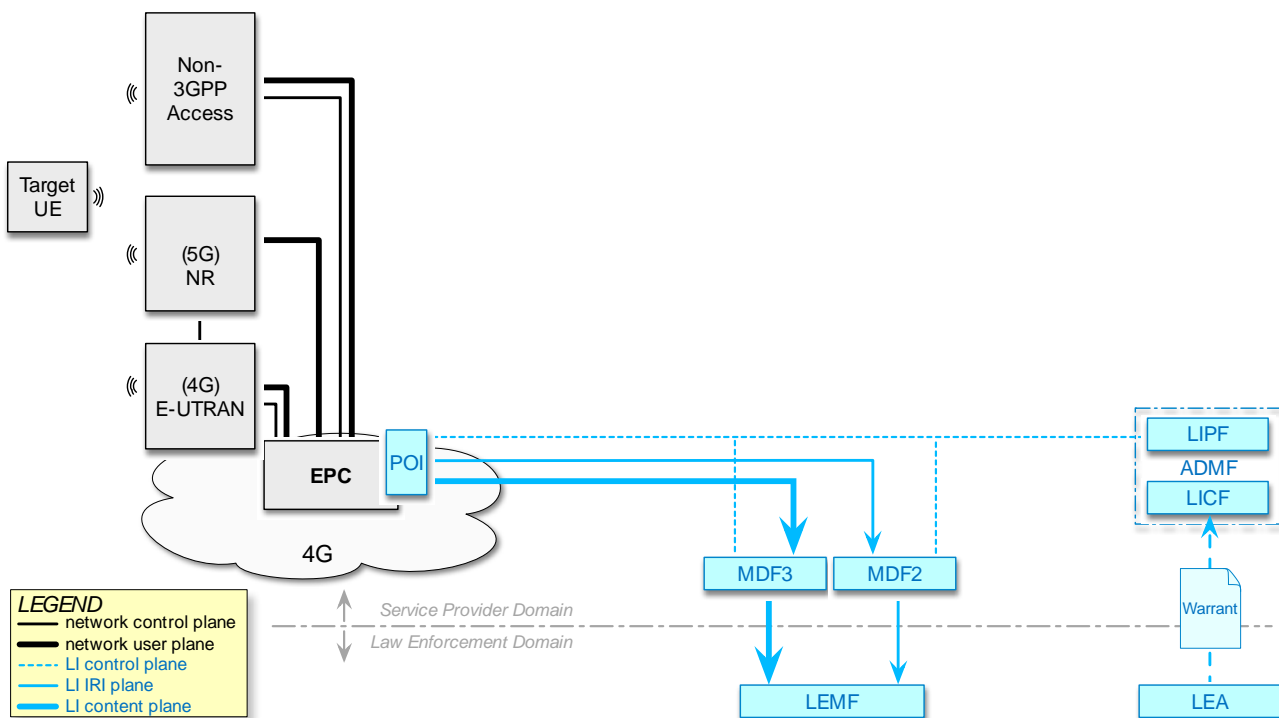 Non-
3GPP
Access
Target
UE
(5G)
NR
(4G)
E-UTRAN
EPC
POI
4G
LIPF
ADMF
LICF
MDF3
MDF2
Warrant
Service Provider Domain
Law Enforcement Domain
LEMF
LEA
LEGEND
network control plane
network user plane
LI control plane
LI IRI plane
LI content plane